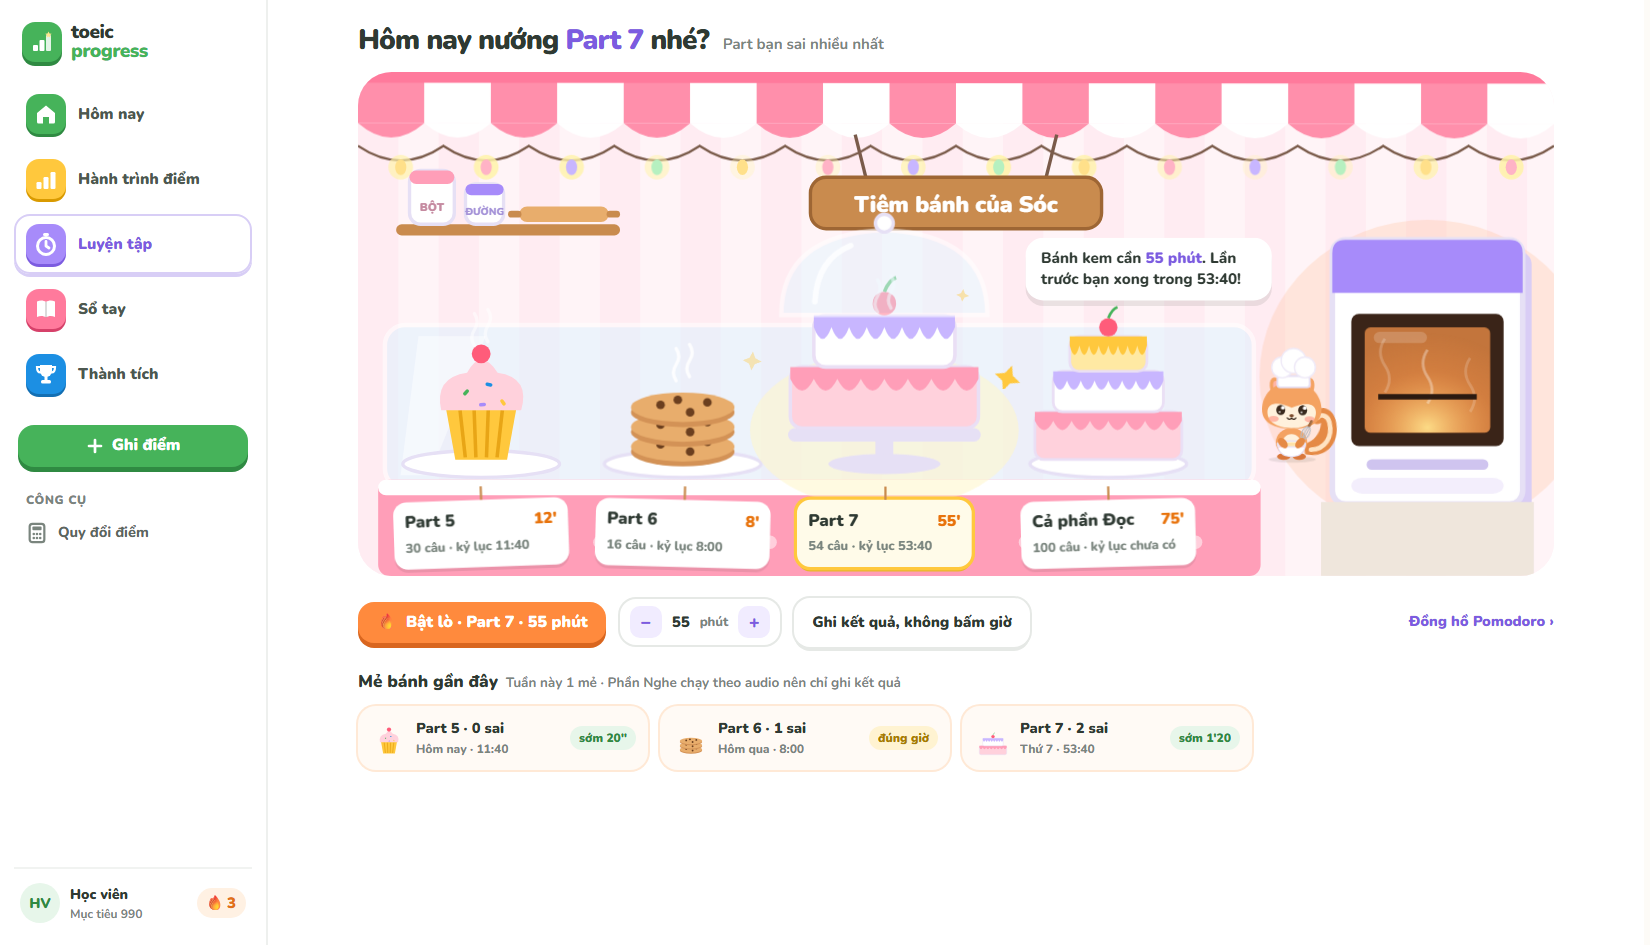 toeic
progress
Hôm nay
Hành trình điểm
Luyện tập
Sổ tay
Thành tích
+ Ghi điểm
CÔNG CỤ
Quy đổi điểm
HV
Học viên
Mục tiêu 990
3
Hôm nay nướng Part 7 nhé? Part bạn sai nhiều nhất
BỘT
ĐƯỜNG
Tiệm bánh của Sóc
Bánh kem cần 55 phút. Lần
trước bạn xong trong 53:40!
Part 5 12'
30 câu · kỷ lục 11:40
Part 6 8'
16 câu · kỷ lục 8:00
Part 7 55'
54 câu · kỷ lục 53:40
Cả phần Đọc 75'
100 câu · kỷ lục chưa có
Bật lò · Part 7 · 55 phút
− 55 phút +
Ghi kết quả, không bấm giờ
Đồng hồ Pomodoro ›
Mẻ bánh gần đây Tuần này 1 mẻ · Phần Nghe chạy theo audio nên chỉ ghi kết quả
Part 5 · 0 sai
Hôm nay · 11:40
sớm 20"
Part 6 · 1 sai
Hôm qua · 8:00
đúng giờ
Part 7 · 2 sai
Thứ 7 · 53:40
sớm 1'20